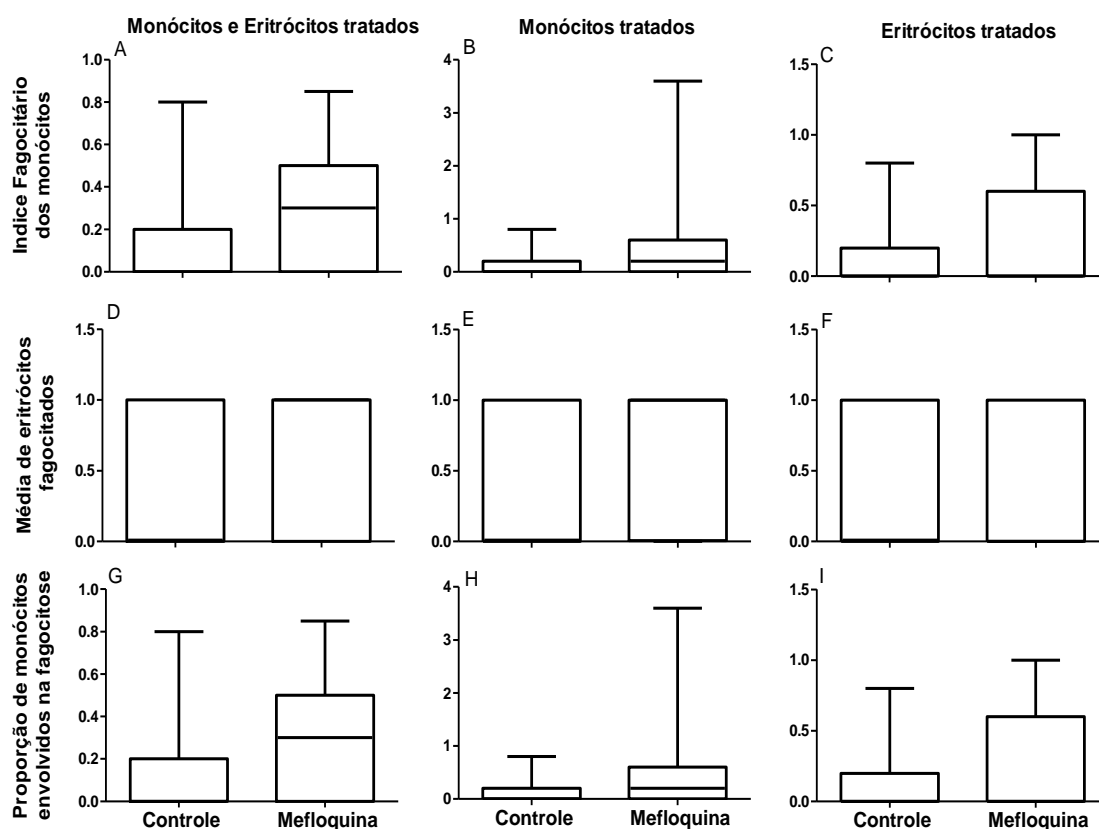 Monócitos e Eritrócitos tratados
Monócitos tratados
Eritrócitos tratados
Indice Fagocitário
dos monócitos
A
1.0
0.8
0.6
0.4
0.2
0.0
B
4
3
2
1
0
C
1.5
1.0
0.5
0.0
Média de eritrócitos
fagocitados
D
1.5
1.0
0.5
0.0
E
1.5
1.0
0.5
0.0
F
1.5
1.0
0.5
0.0
Proporção de monócitos
envolvidos na fagocitose
G
1.0
0.8
0.6
0.4
0.2
0.0
Controle
Mefloquina
H
4
3
2
1
0
Controle
Mefloquina
I
1.5
1.0
0.5
0.0
Controle
Mefloquina